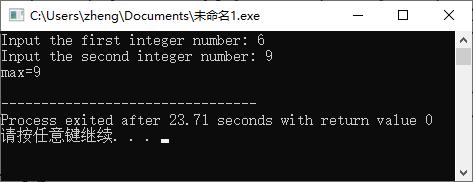 C:\Users\zheng\Documents\未命名1.exe
Input the first integer number: 6
Input the second integer number: 9
max=9
--------------------------------
Process exited after 23.71 seconds with return value 0
请按任意键继续. . .